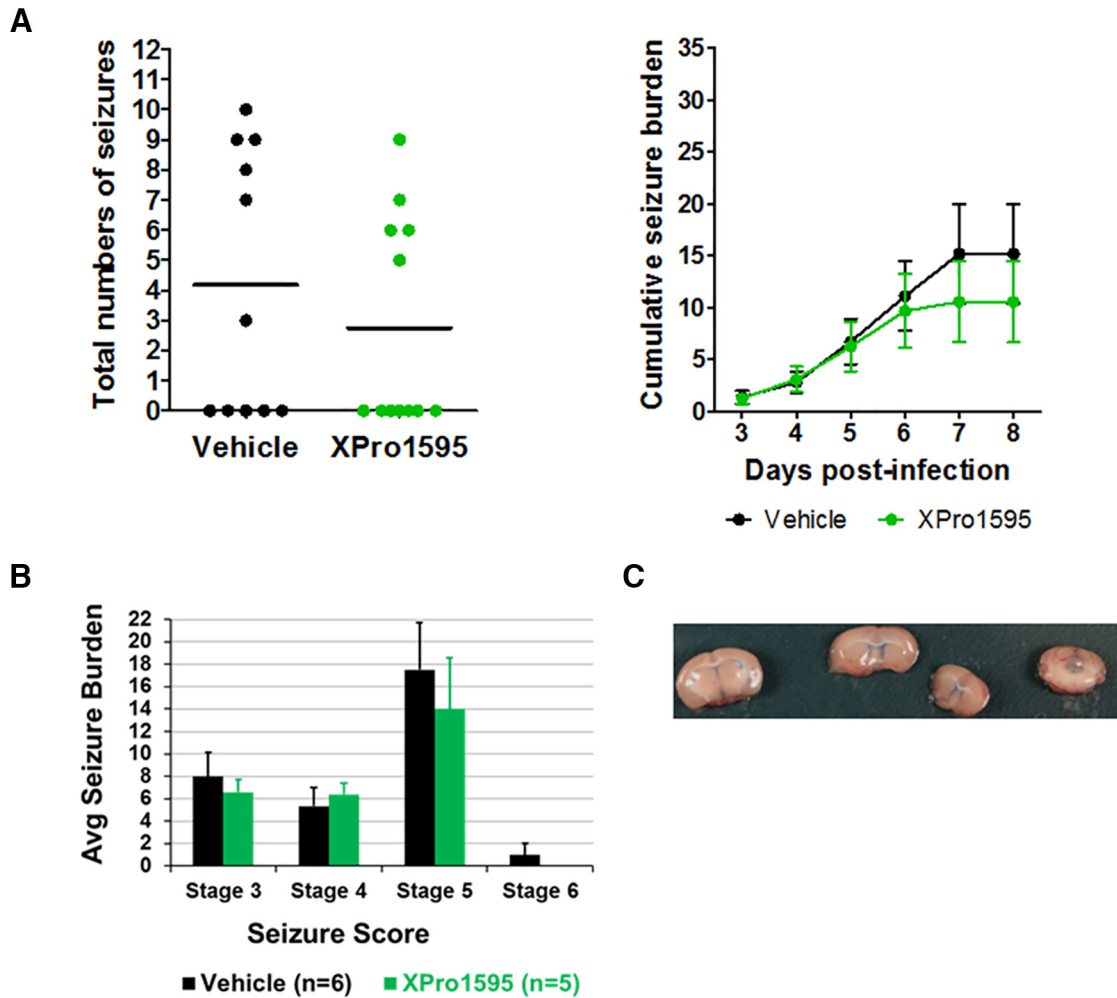 A
Total numbers of seizures
12
11
10
9
8
7
6
5
4
3
2
1
0
Vehicle XPro1595
Cumulative seizure burden
35
30
25
20
15
10
5
0
3 4 5 6 7 8
Days post-infection
Vehicle XPro1595
B
Avg Seizure Burden
22
20
18
16
14
12
10
8
6
4
2
0
Stage 3 Stage 4 Stage 5 Stage 6
Seizure Score
Vehicle (n=6) XPro1595 (n=5)
C